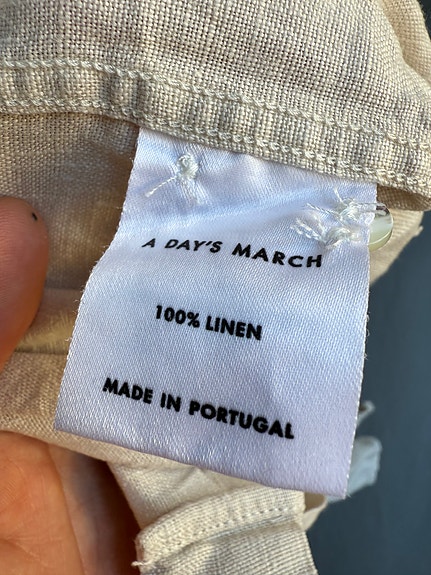 A DAY'S MARCH
100% LINEN
MADE IN PORTUGAL